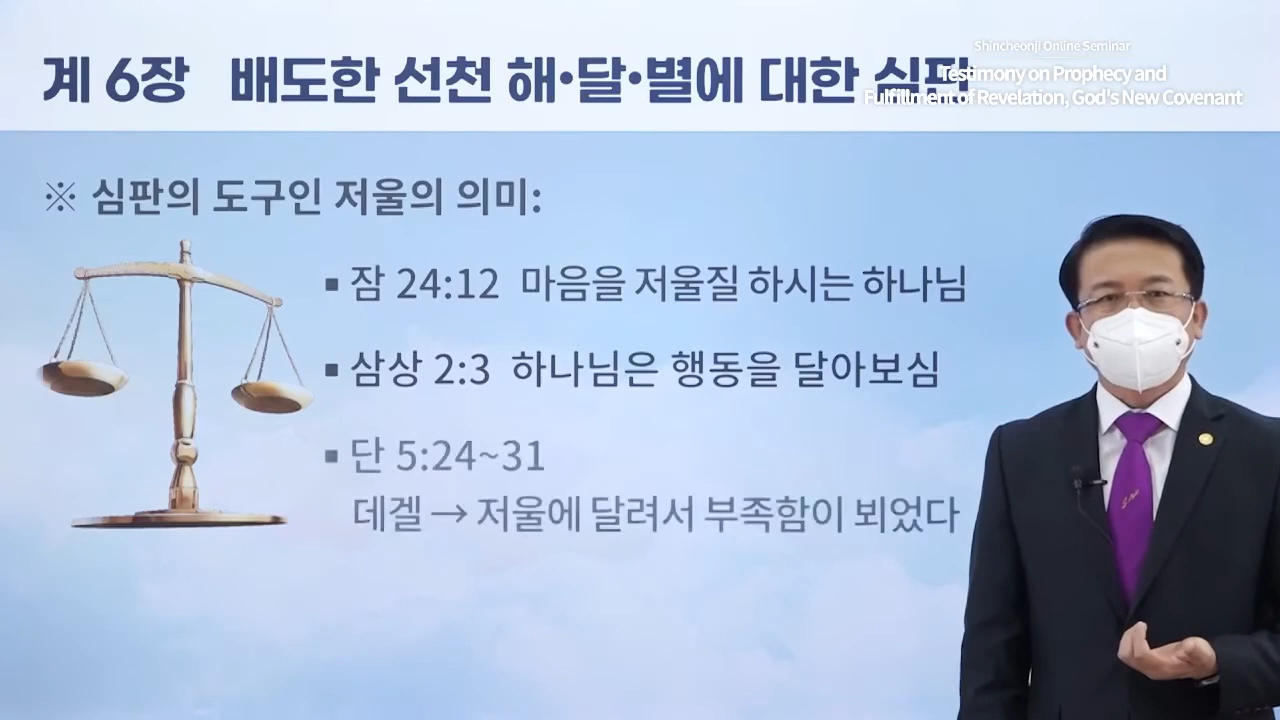 Shincheonji Online Seminar
Testimony on Prophecy and
Fulfillment of Revelation, God's New Covenant
계 6장 배도한 선천 해·달·별에 대한 심판
※ 심판의 도구인 저울의 의미:
▪ 잠 24:12 마음을 저울질 하시는 하나님
▪ 삼상 2:3 하나님은 행동을 달아보심
▪ 단 5:24~31
데겔 → 저울에 달려서 부족함이 뵈었다